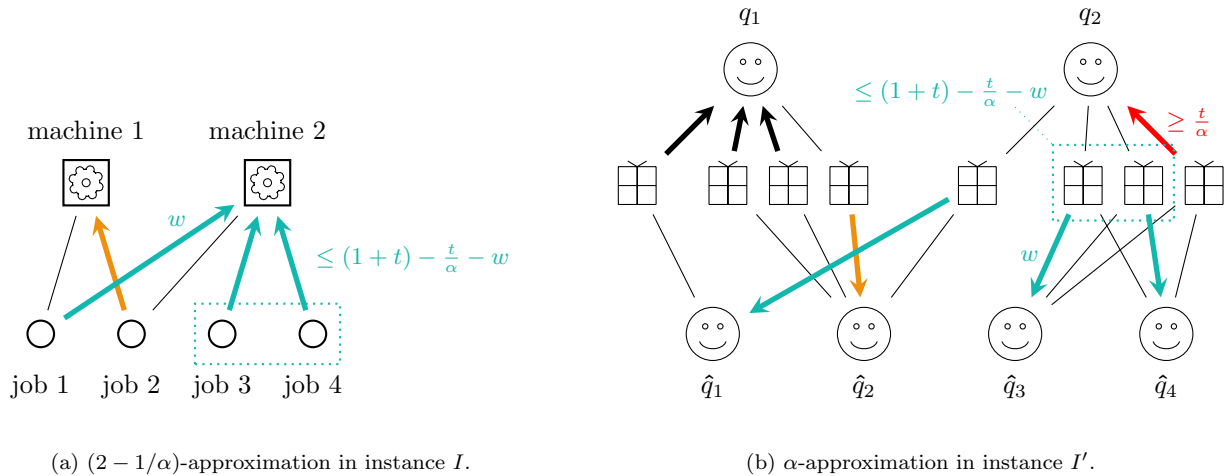 machine 1 machine 2
w
≤ (1 + t) − t/α − w
job 1 job 2 job 3 job 4
(a) (2 − 1/α)-approximation in instance I.
q₁ q₂
≤ (1 + t) − t/α − w
≥ t/α
w
q̂₁ q̂₂ q̂₃ q̂₄
(b) α-approximation in instance I′.